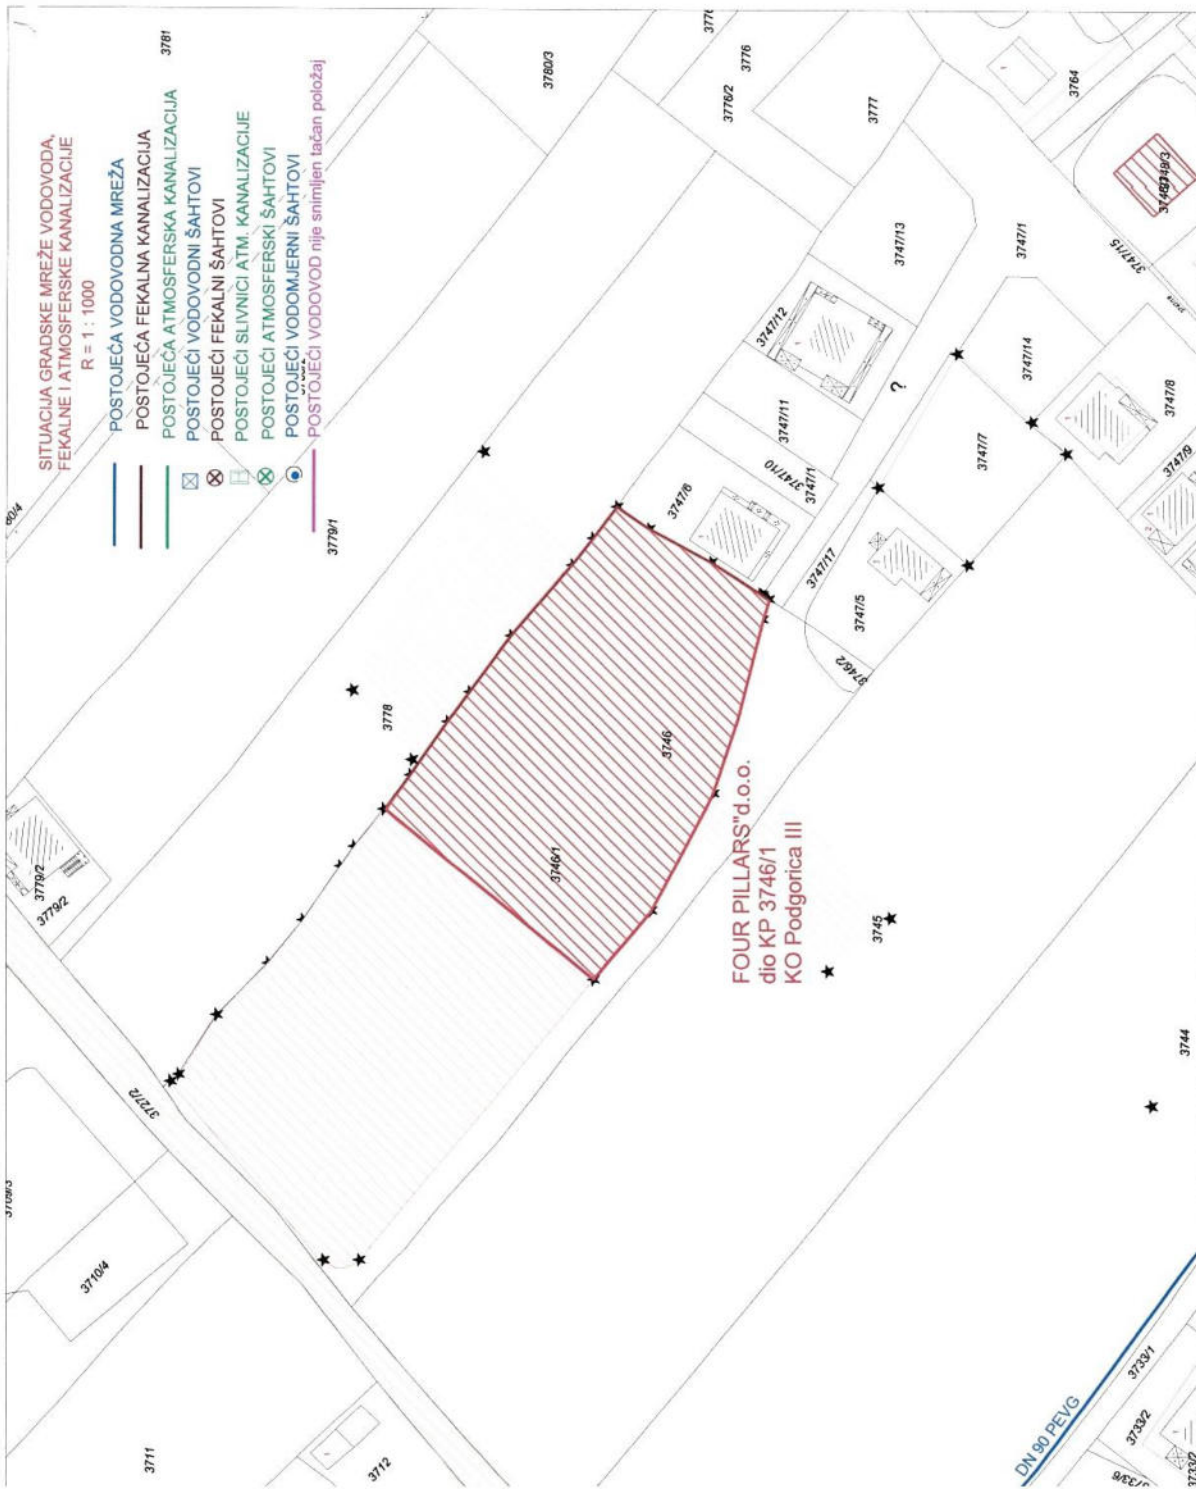 SITUACIJA GRADSKE MREŽE VODOVODA,
FEKALNE I ATMOSFERSKE KANALIZACIJE
R = 1 : 1000
POSTOJEĆA VODOVODNA MREŽA
POSTOJEĆA FEKALNA KANALIZACIJA
POSTOJEĆA ATMOSFERSKA KANALIZACIJA
POSTOJEĆI VODOVODNI ŠAHTOVI
POSTOJEĆI FEKALNI ŠAHTOVI
POSTOJEĆI SLIVNICI ATM. KANALIZACIJE
POSTOJEĆI ATMOSFERSKI ŠAHTOVI
POSTOJEĆI VODOMJERNI ŠAHTOVI
POSTOJEĆI VODOVOD nije snimljen tačan položaj
3781
3780/3
3776
3776/2
3777
3764
3779/1
3779/2
3779/2
3778
3747/13
3747/1
3747/15
3747/12
3747/11
3747/10
3747/1
3747/6
?
3747/14
3747/8
3747/7
3747/9
3747/17
3747/5
3746/2
3746
3746/1
FOUR PILLARS"d.o.o.
dio KP 3746/1
KO Podgorica III
3745
3744
3727/2
3709/3
3710/4
3711
3712
DN 90 PEVG
3733/1
3733/2
3733/6